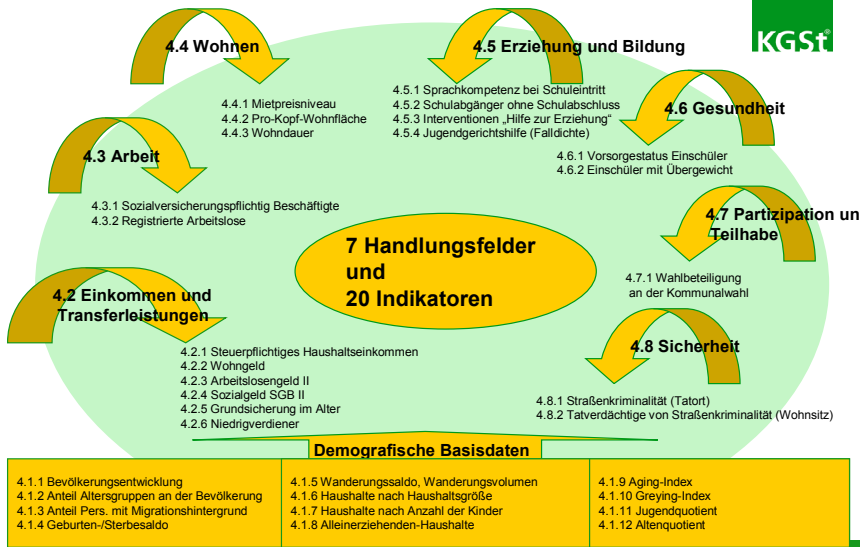 KGSt®
4.4 Wohnen
4.4.1 Mietpreisniveau
4.4.2 Pro-Kopf-Wohnfläche
4.4.3 Wohndauer
4.5 Erziehung und Bildung
4.5.1 Sprachkompetenz bei Schuleintritt
4.5.2 Schulabgänger ohne Schulabschluss
4.5.3 Interventionen „Hilfe zur Erziehung“
4.5.4 Jugendgerichtshilfe (Falldichte)
4.6 Gesundheit
4.6.1 Vorsorgestatus Einschüler
4.6.2 Einschüler mit Übergewicht
4.3 Arbeit
4.3.1 Sozialversicherungspflichtig Beschäftigte
4.3.2 Registrierte Arbeitslose
4.7 Partizipation un
Teilhabe
4.7.1 Wahlbeteiligung
an der Kommunalwahl
7 Handlungsfelder
und
20 Indikatoren
4.2 Einkommen und
Transferleistungen
4.2.1 Steuerpflichtiges Haushaltseinkommen
4.2.2 Wohngeld
4.2.3 Arbeitslosengeld II
4.2.4 Sozialgeld SGB II
4.2.5 Grundsicherung im Alter
4.2.6 Niedrigverdiener
4.8 Sicherheit
4.8.1 Straßenkriminalität (Tatort)
4.8.2 Tatverdächtige von Straßenkriminalität (Wohnsitz)
Demografische Basisdaten
4.1.1 Bevölkerungsentwicklung
4.1.2 Anteil Altersgruppen an der Bevölkerung
4.1.3 Anteil Pers. mit Migrationshintergrund
4.1.4 Geburten-/Sterbesaldo
4.1.5 Wanderungssaldo, Wanderungsvolumen
4.1.6 Haushalte nach Haushaltsgröße
4.1.7 Haushalte nach Anzahl der Kinder
4.1.8 Alleinerziehenden-Haushalte
4.1.9 Aging-Index
4.1.10 Greying-Index
4.1.11 Jugendquotient
4.1.12 Altenquotient